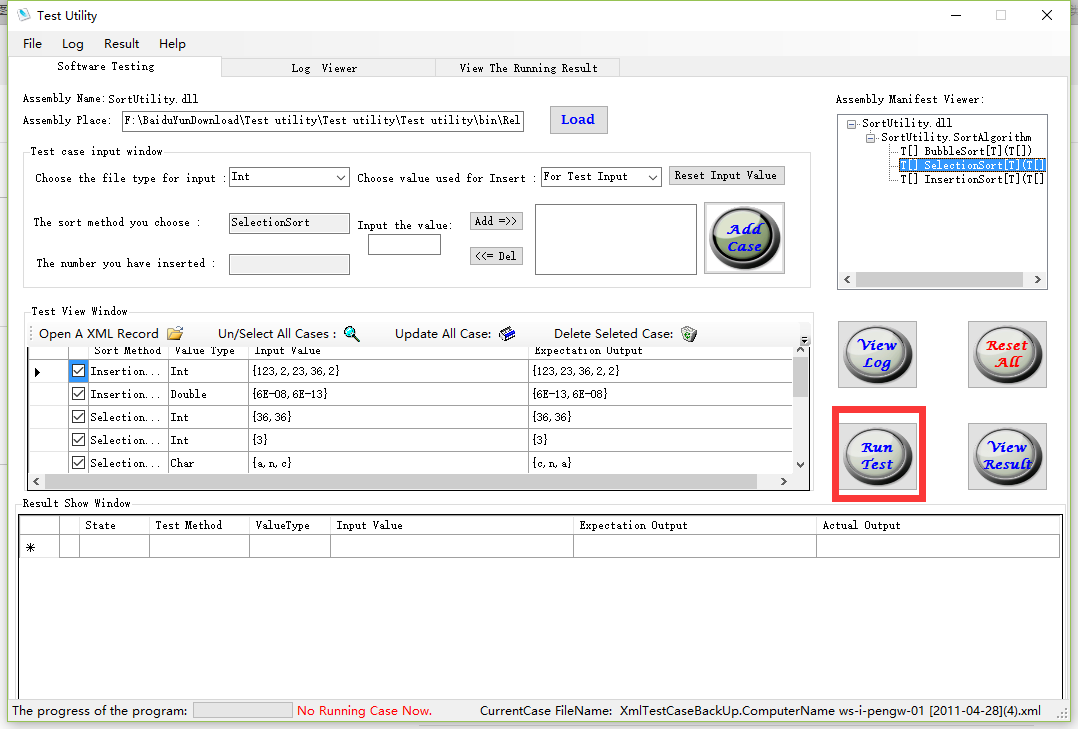 Test Utility
File Log Result Help
Software Testing Log Viewer View The Running Result
Assembly Name: SortUtility.dll
Assembly Place: F:\BaiduYunDownload\Test utility\Test utility\Test utility\bin\Rel
Load
Test case input window
Choose the file type for input : Int Choose value used for Insert : For Test Input Reset Input Value
The sort method you choose : SelectionSort Input the value: Add =>>
The number you have inserted : <<= Del
Add Case
Assembly Manifest Viewer:
SortUtility.dll
SortUtility.SortAlgorithm
T[] BubbleSort[T](T[])
T[] SelectionSort[T](T[]
T[] InsertionSort[T](T[]
Test View Window
Open A XML Record Un/Select All Cases : Update All Case: Delete Seleted Case:
Sort Method Value Type Input Value Expectation Output
Insertion... Int {123,2,23,36,2} {123,23,36,2,2}
Insertion... Double {6E-08,6E-13} {6E-13,6E-08}
Selection... Int {36,36} {36,36}
Selection... Int {3} {3}
Selection... Char {a,n,c} {c,n,a}
View Log
Reset All
Run Test
View Result
Result Show Window
State Test Method ValueType Input Value Expectation Output Actual Output
The progress of the program: No Running Case Now. CurrentCase FileName: XmlTestCaseBackUp.ComputerName ws-i-pengw-01 [2011-04-28](4).xml